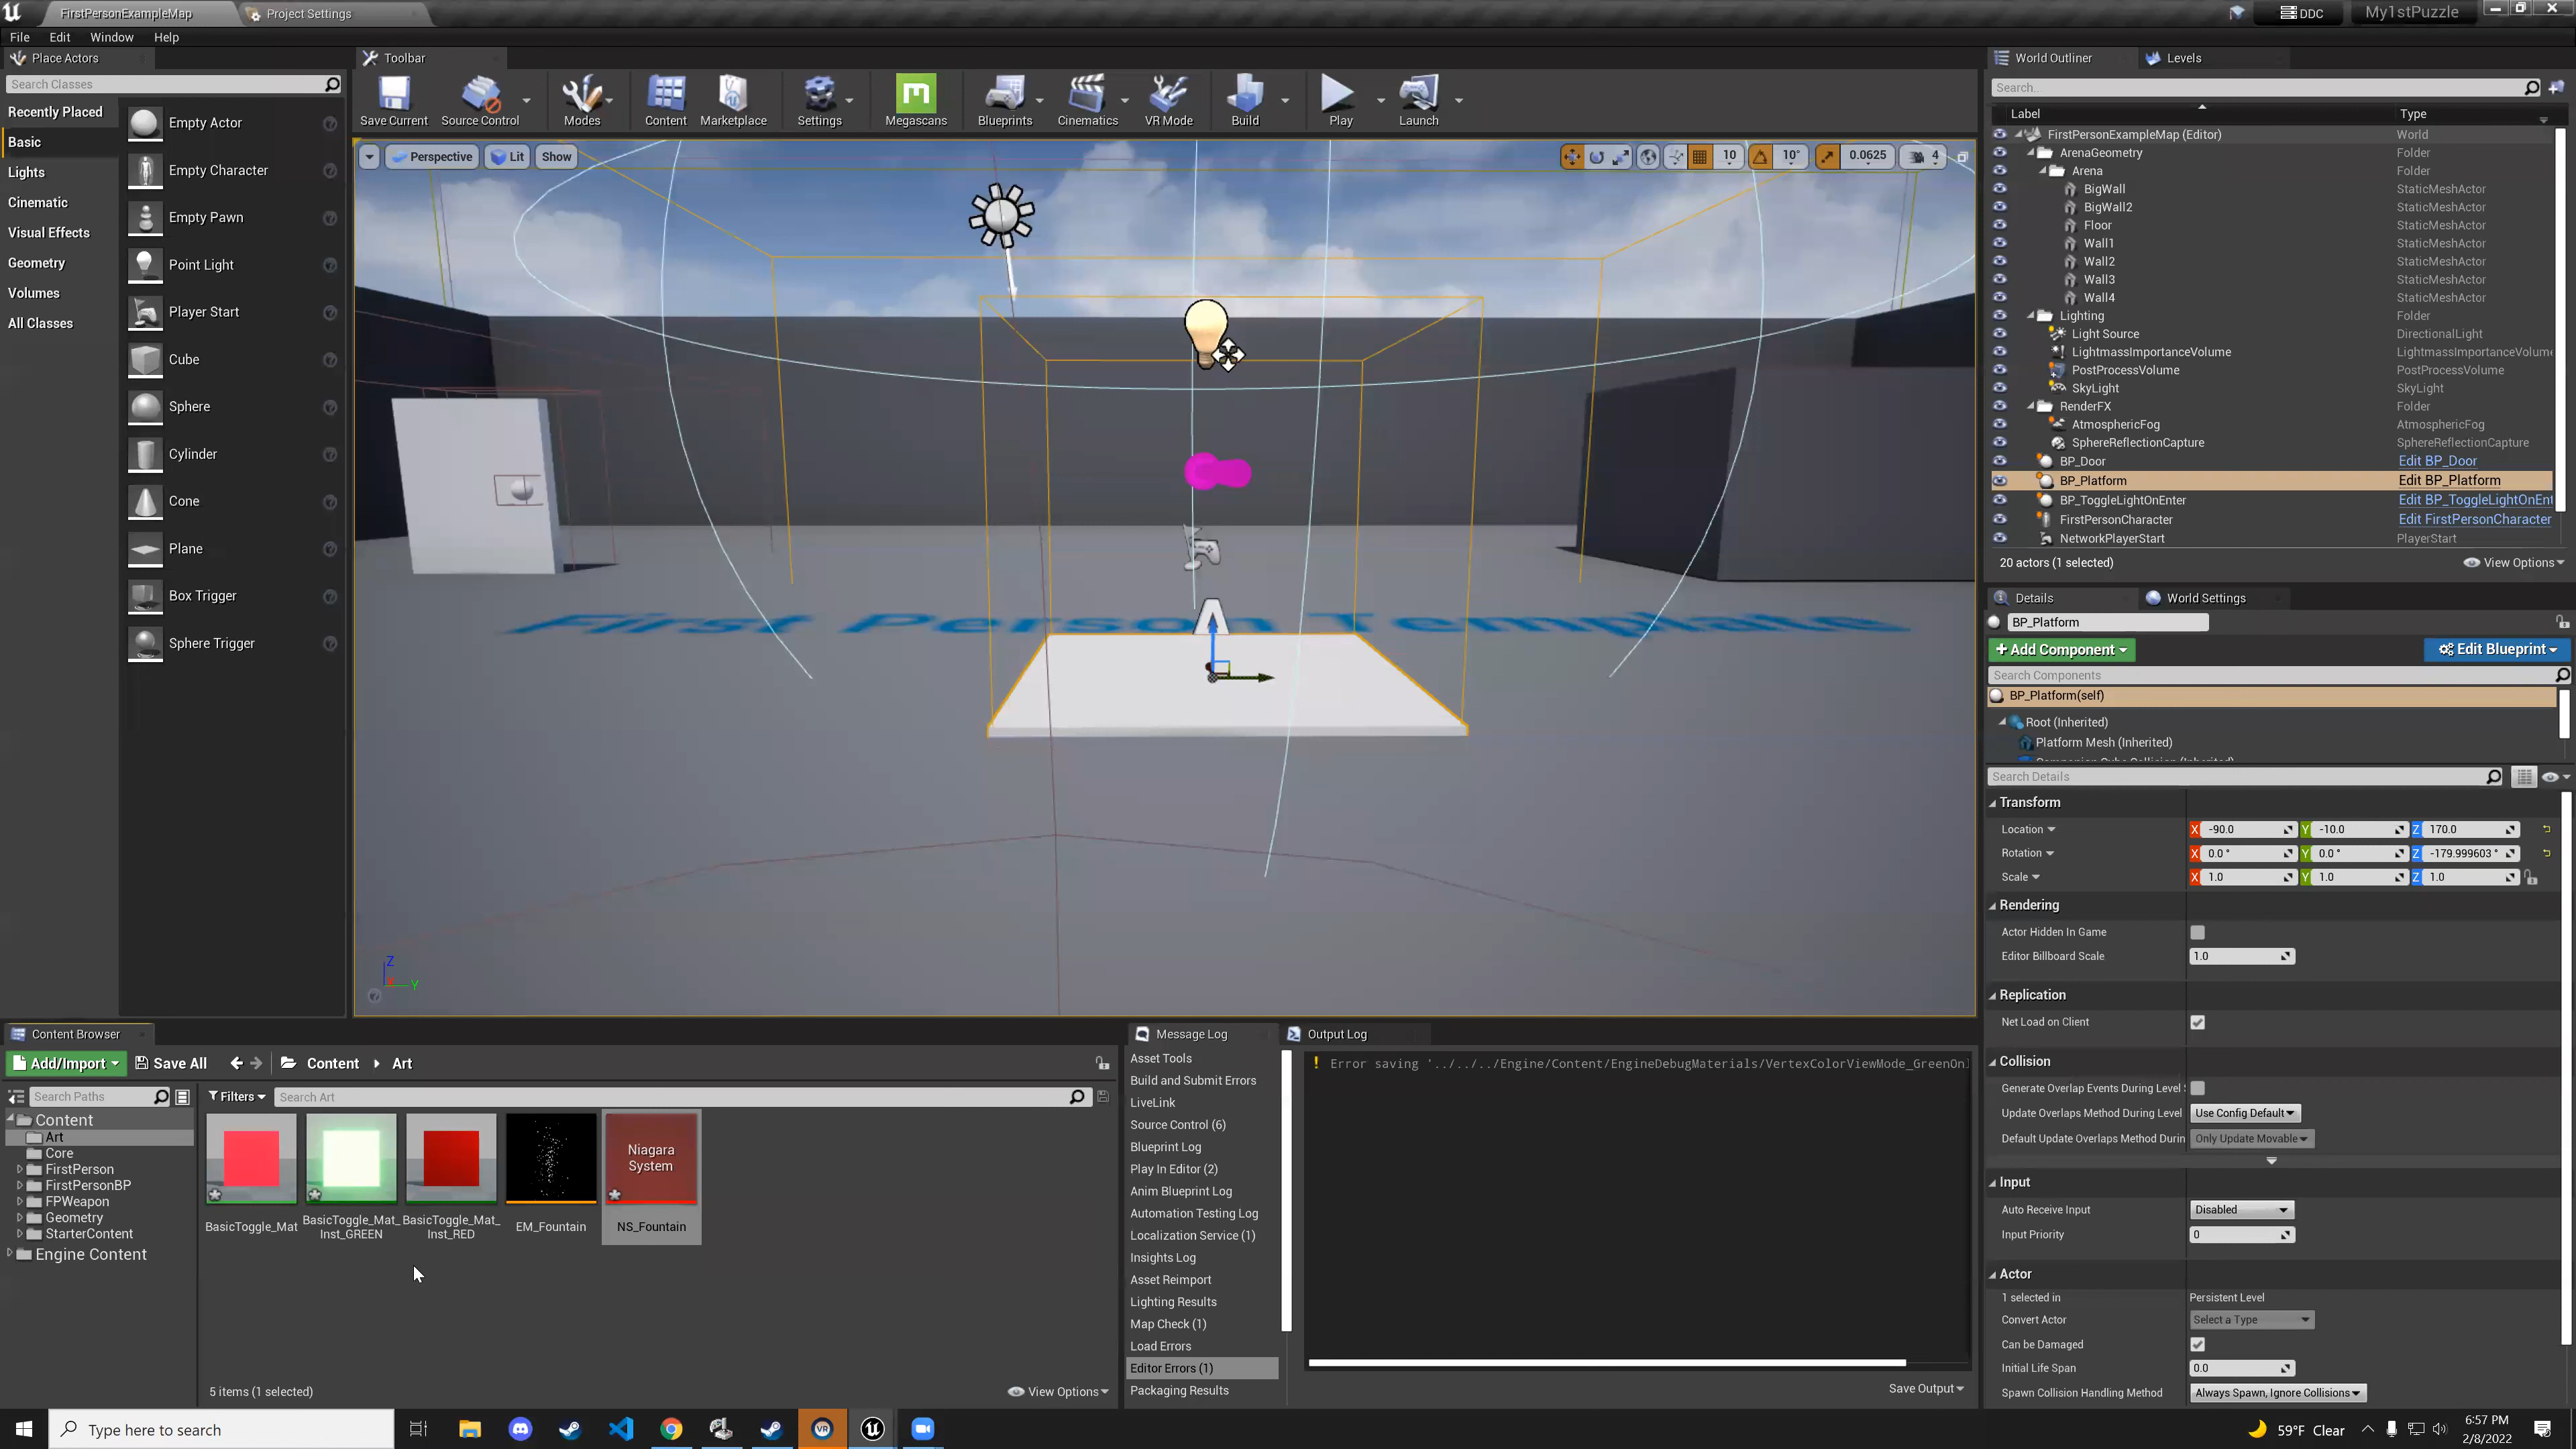 FirstPersonExampleMap
Project Settings
DDC
My1stPuzzle
File Edit Window Help
Place Actors
Search Classes
Recently Placed
Basic
Lights
Cinematic
Visual Effects
Geometry
Volumes
All Classes
Empty Actor
Empty Character
Empty Pawn
Point Light
Player Start
Cube
Sphere
Cylinder
Cone
Plane
Box Trigger
Sphere Trigger
Toolbar
Save Current
Source Control
Modes
Content
Marketplace
Settings
Megascans
Blueprints
Cinematics
VR Mode
Build
Play
Launch
Perspective
Lit
Show
10
10°
0.0625
4
First Person Template
Z
Y
World Outliner
Levels
Search...
Label Type
FirstPersonExampleMap (Editor) World
ArenaGeometry Folder
Arena Folder
BigWall StaticMeshActor
BigWall2 StaticMeshActor
Floor StaticMeshActor
Wall1 StaticMeshActor
Wall2 StaticMeshActor
Wall3 StaticMeshActor
Wall4 StaticMeshActor
Lighting Folder
Light Source DirectionalLight
LightmassImportanceVolume LightmassImportanceVolume
PostProcessVolume PostProcessVolume
SkyLight SkyLight
RenderFX Folder
AtmosphericFog AtmosphericFog
SphereReflectionCapture SphereReflectionCapture
BP_Door Edit BP_Door
BP_Platform Edit BP_Platform
BP_ToggleLightOnEnter Edit BP_ToggleLightOnEnt
FirstPersonCharacter Edit FirstPersonCharacter
NetworkPlayerStart PlayerStart
20 actors (1 selected)
View Options
Details
World Settings
BP_Platform
+ Add Component
Edit Blueprint
Search Components
BP_Platform(self)
Root (Inherited)
Platform Mesh (Inherited)
Search Details
Transform
Location X -90.0 Y -10.0 Z 170.0
Rotation X 0.0 ° Y 0.0 ° Z -179.999603 °
Scale X 1.0 Y 1.0 Z 1.0
Rendering
Actor Hidden In Game
Editor Billboard Scale 1.0
Replication
Net Load on Client
Collision
Generate Overlap Events During Level
Update Overlaps Method During Level Use Config Default
Default Update Overlaps Method Durin Only Update Movable
Input
Auto Receive Input Disabled
Input Priority 0
Actor
1 selected in Persistent Level
Convert Actor Select a Type
Can be Damaged
Initial Life Span 0.0
Spawn Collision Handling Method Always Spawn, Ignore Collisions
Content Browser
Add/Import
Save All
Content
Art
Search Paths
Filters
Search Art
Content
Art
Core
FirstPerson
FirstPersonBP
FPWeapon
Geometry
StarterContent
Engine Content
BasicToggle_Mat
BasicToggle_Mat_
Inst_GREEN
BasicToggle_Mat_
Inst_RED
EM_Fountain
Niagara
System
NS_Fountain
5 items (1 selected)
View Options
Message Log
Output Log
Asset Tools
Build and Submit Errors
LiveLink
Source Control (6)
Blueprint Log
Play In Editor (2)
Anim Blueprint Log
Automation Testing Log
Localization Service (1)
Insights Log
Asset Reimport
Lighting Results
Map Check (1)
Load Errors
Editor Errors (1)
Packaging Results
Error saving '../../../Engine/Content/EngineDebugMaterials/VertexColorViewMode_GreenOn
Save Output
Type here to search
VR
59°F Clear
6:57 PM
2/8/2022